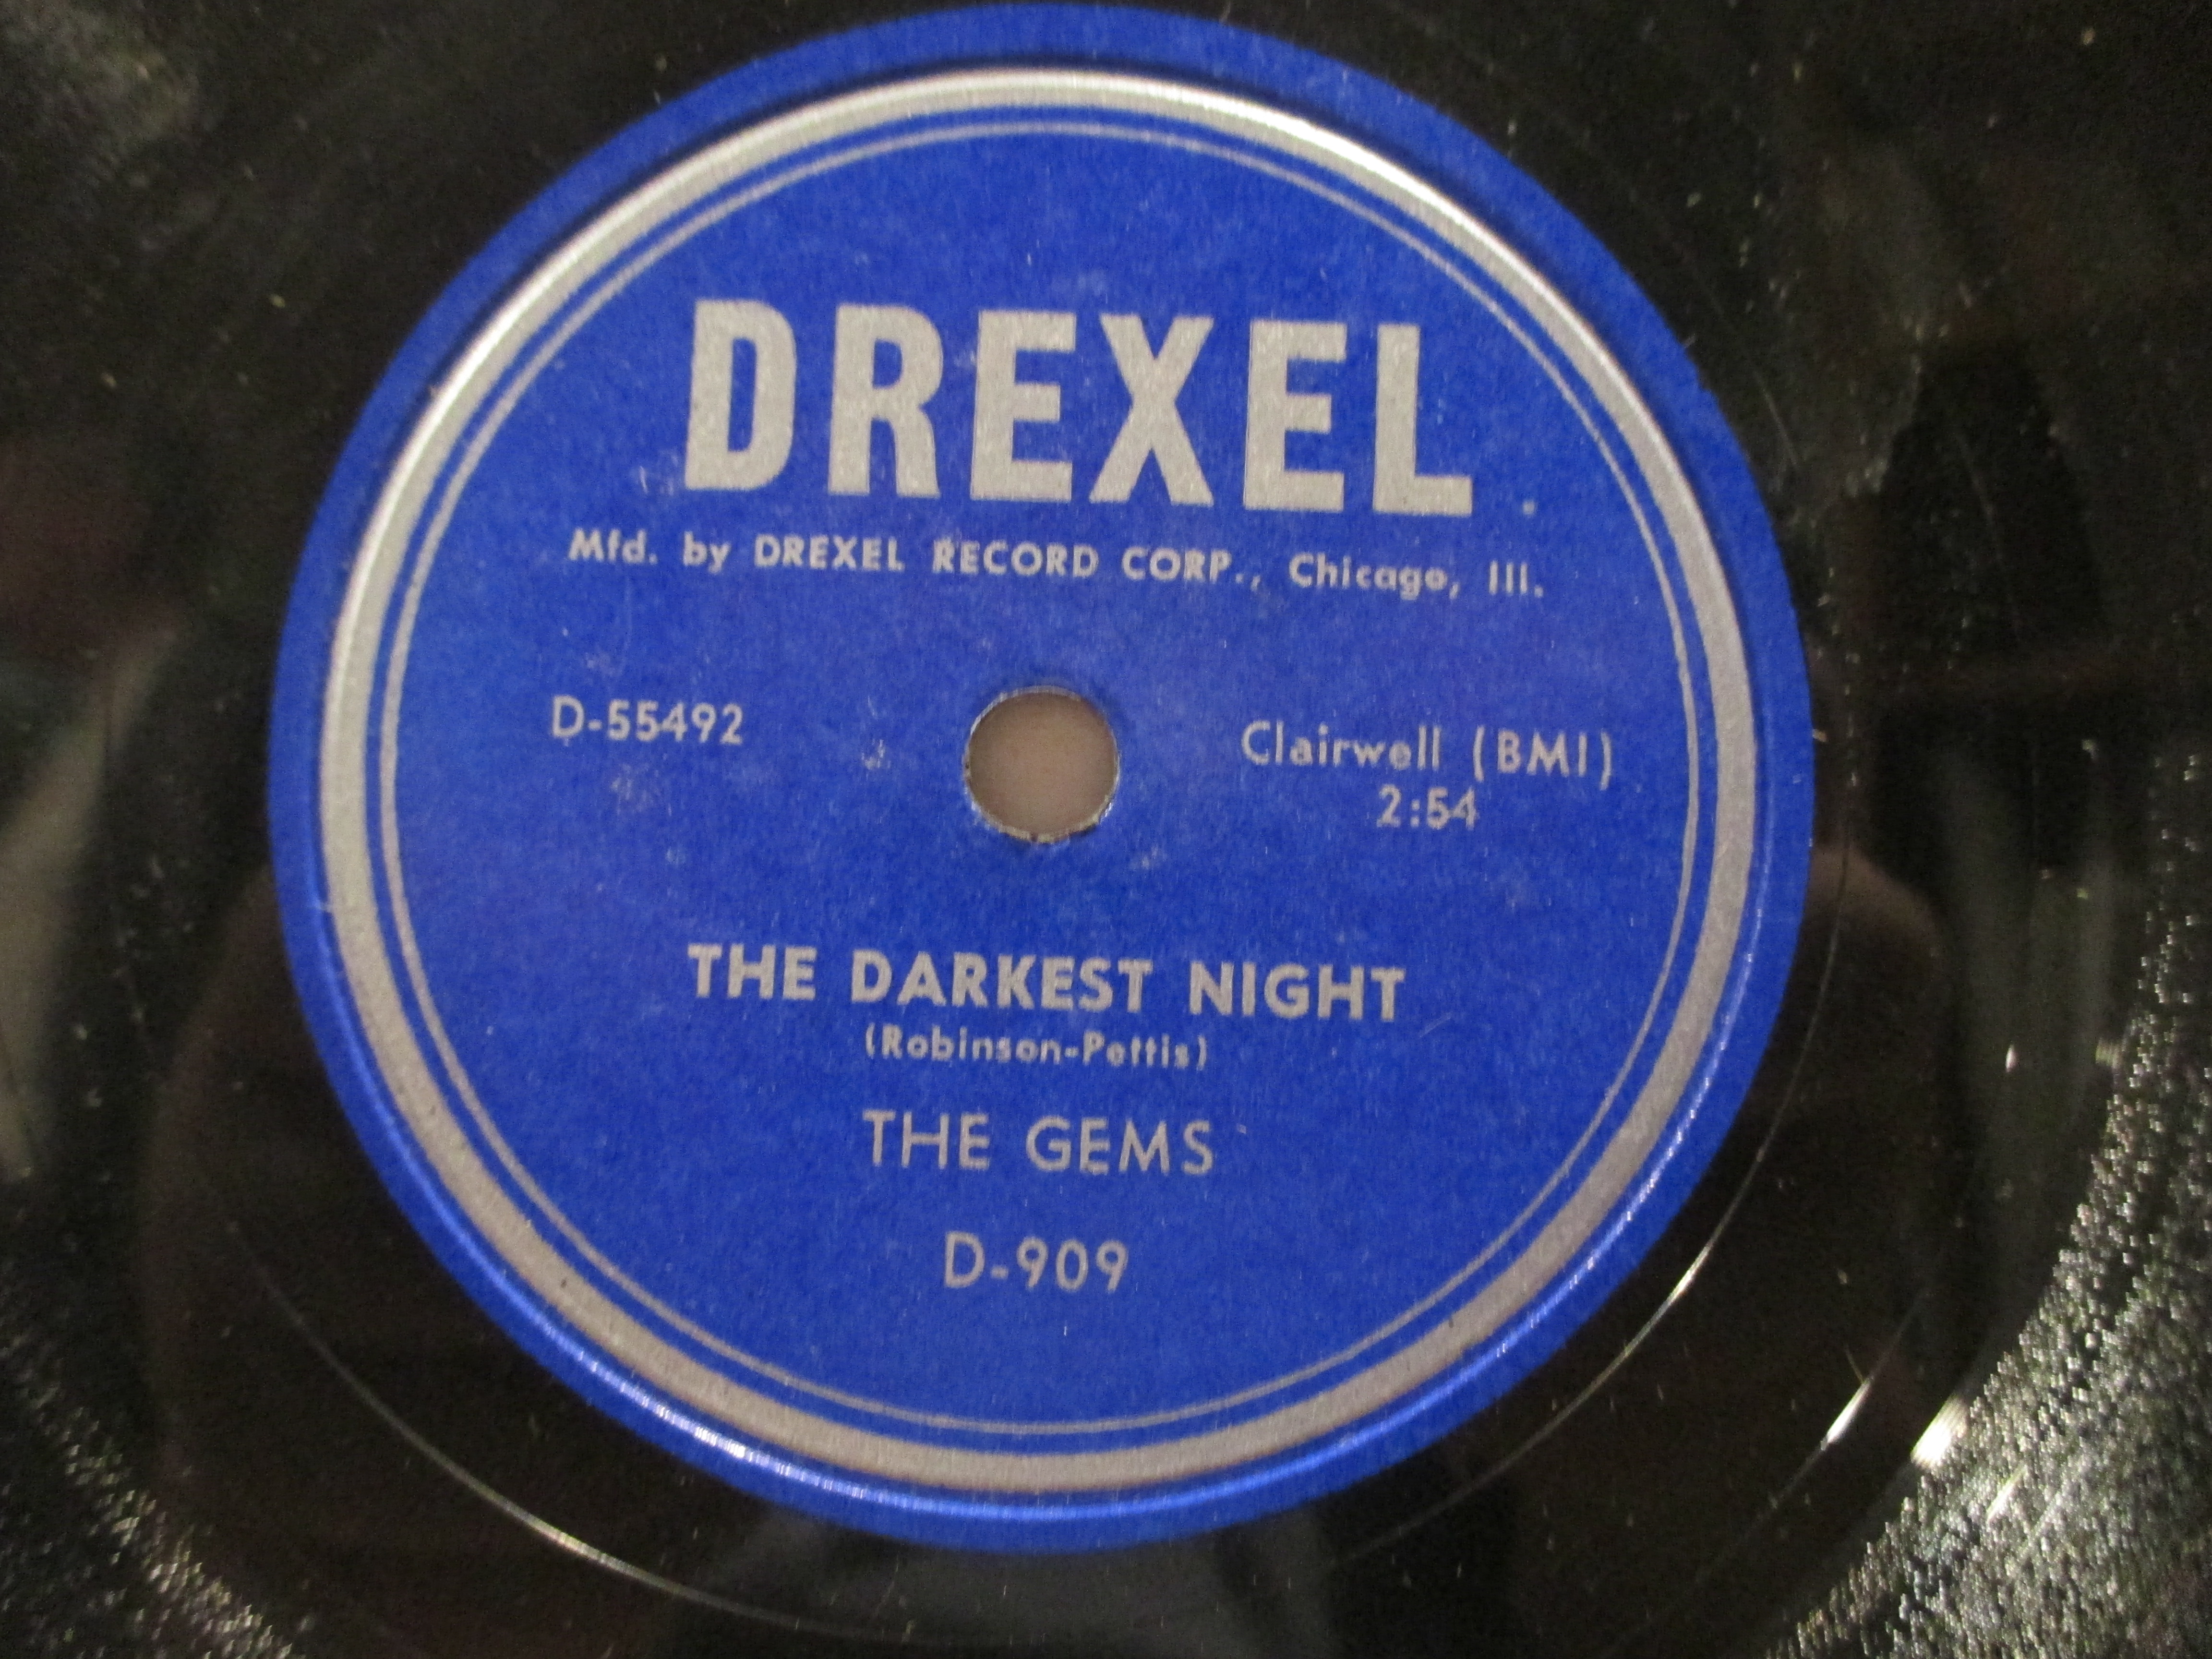 DREXEL
Mfd. by DREXEL RECORD CORP., Chicago, Ill.
D-55492
Clairwell (BMI)
2:54
THE DARKEST NIGHT
(Robinson-Pettis)
THE GEMS
D-909